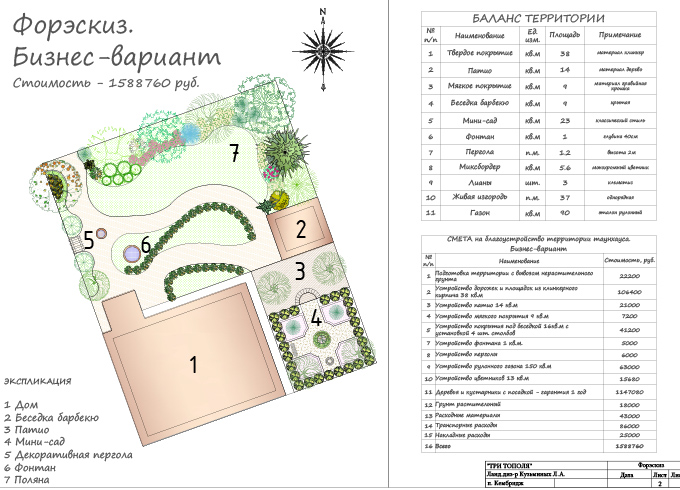 Форэскиз.
Бизнес-вариант
Стоимость - 1588760 руб.
1
2
3
4
5
6
7
экспликация
1 Дом
2 Беседка барбекю
3 Патио
4 Мини-сад
5 Декоративная пергола
6 Фонтан
7 Поляна
БАЛАНС ТЕРРИТОРИИ
№ п/п Наименование Ед. изм. Площадь Примечание
1 Твердое покрытие кв.м 38 материал клинкер
2 Патио кв.м 14 материал дерево
3 Мягкое покрытие кв.м 9 материал гравийная крошка
4 Беседка барбекю кв.м 9 крытая
5 Мини-сад кв.м 23 классический стиль
6 Фонтан кв.м 1 глубина 40см
7 Пергола п.м. 1.2 высота 2м
8 Миксбордер кв.м 5.6 монохромный цветник
9 Лианы шт. 3 клематис
10 Живая изгородь п.м. 37 однорядная
11 Газон кв.м 90 эталон рулонный
СМЕТА на благоустройство территории таунхауса.
Бизнес-вариант
№ п/п Наименование Стоимость, руб.
1 Подготовка территории с вывозом нерастительного грунта 22200
2 Устройство дорожек и площадок из клинкерного кирпича 38 кв.м 106400
3 Устройство патио 14 кв.м 21000
4 Устройство мягкого покрытия 9 кв.м 7200
5 Устройство покрытия под беседкой 16кв.м с установкой 4 шт. столбов 41200
6 Устройство фонтана 1 кв.м. 5000
8 Устройство перголы 6000
9 Устройство рулонного газона 150 кв.м 63000
10 Устройство цветников 13 кв.м 15680
11 Деревья и кустарники с посадкой - гарантия 1 год 1147080
12 Грунт растительный 18000
13 Расходные материалы 43000
14 Транспорные расходы 86000
15 Накладные расходы 25000
16 Всего 1588760
"ТРИ ТОПОЛЯ" Форэскиз
Ланд.диз-р Кузьминых Л.А. Дата Лист
п. Кембридж 2